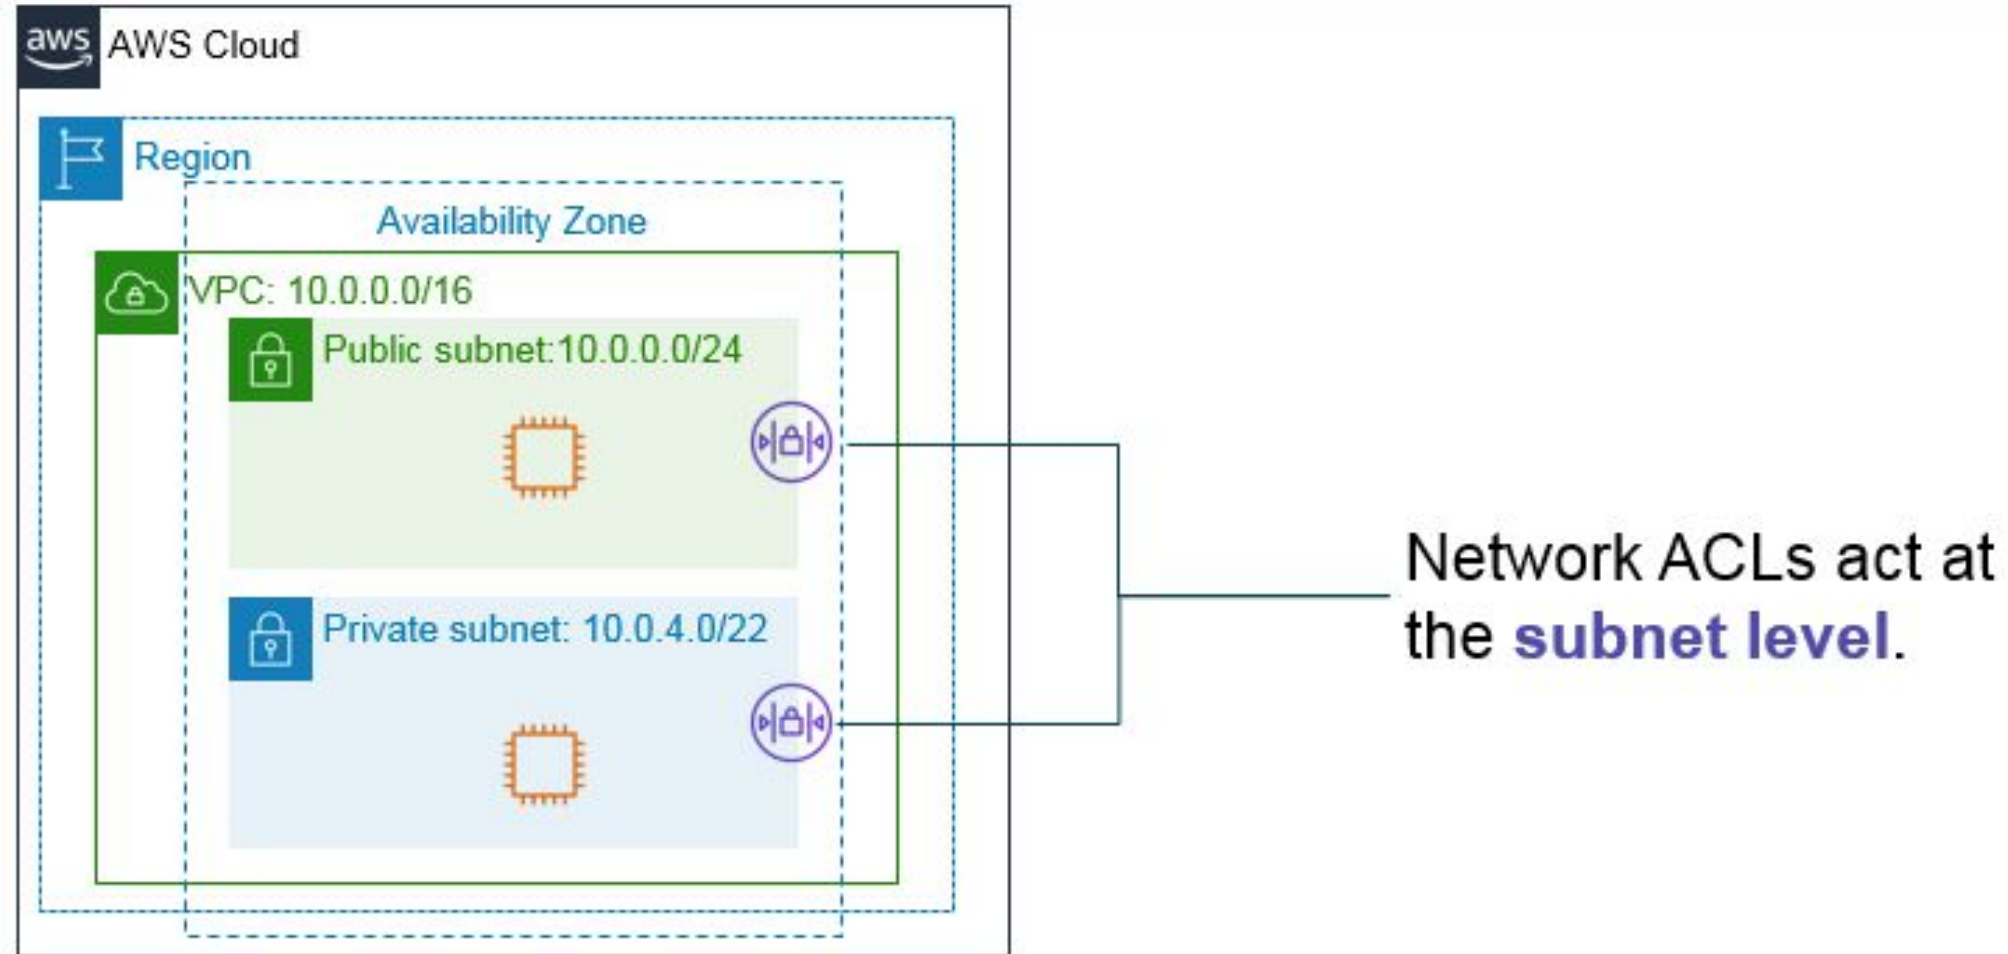 aws
AWS Cloud
Region
Availability Zone
VPC: 10.0.0.0/16
Public subnet:10.0.0.0/24
Private subnet: 10.0.4.0/22
Network ACLs act at
the subnet level.